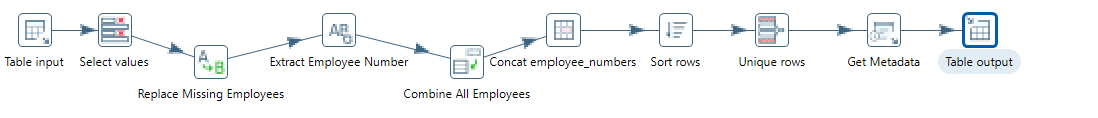 Table input
Select values
Replace Missing Employees
Extract Employee Number
Combine All Employees
Concat employee_numbers
Sort rows
Unique rows
Get Metadata
Table output